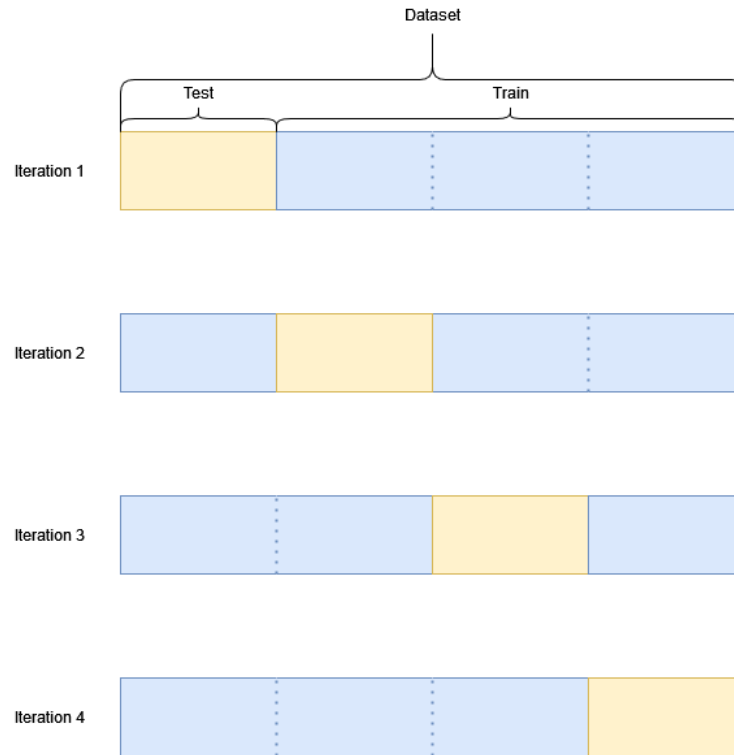 Dataset
Test
Train
Iteration 1
Iteration 2
Iteration 3
Iteration 4